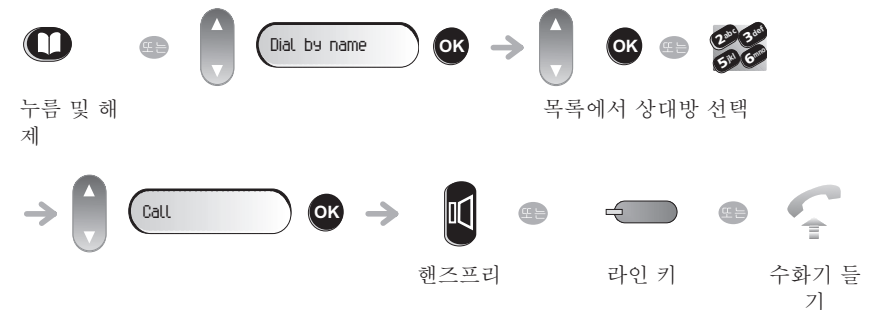 또는
Dial by name
OK
OK
또는
2abc 3def
5jkl 6mno
누름 및 해
제
목록에서 상대방 선택
Call
OK
또는
또는
핸즈프리
라인 키
수화기 들
기